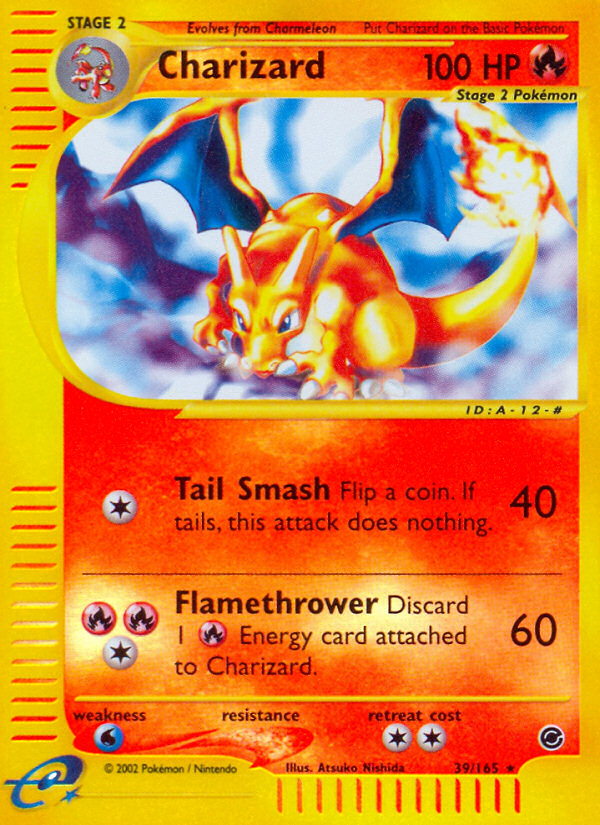 STAGE 2
Evolves from Charmeleon
Put Charizard on the Basic Pokémon
Charizard
100 HP
Stage 2 Pokémon
ID:A-12-#
Tail Smash Flip a coin. If
tails, this attack does nothing.
40
Flamethrower Discard
1 Energy card attached
to Charizard.
60
weakness
resistance
retreat cost
© 2002 Pokémon / Nintendo
Illus. Atsuko Nishida
39/165 ★
e